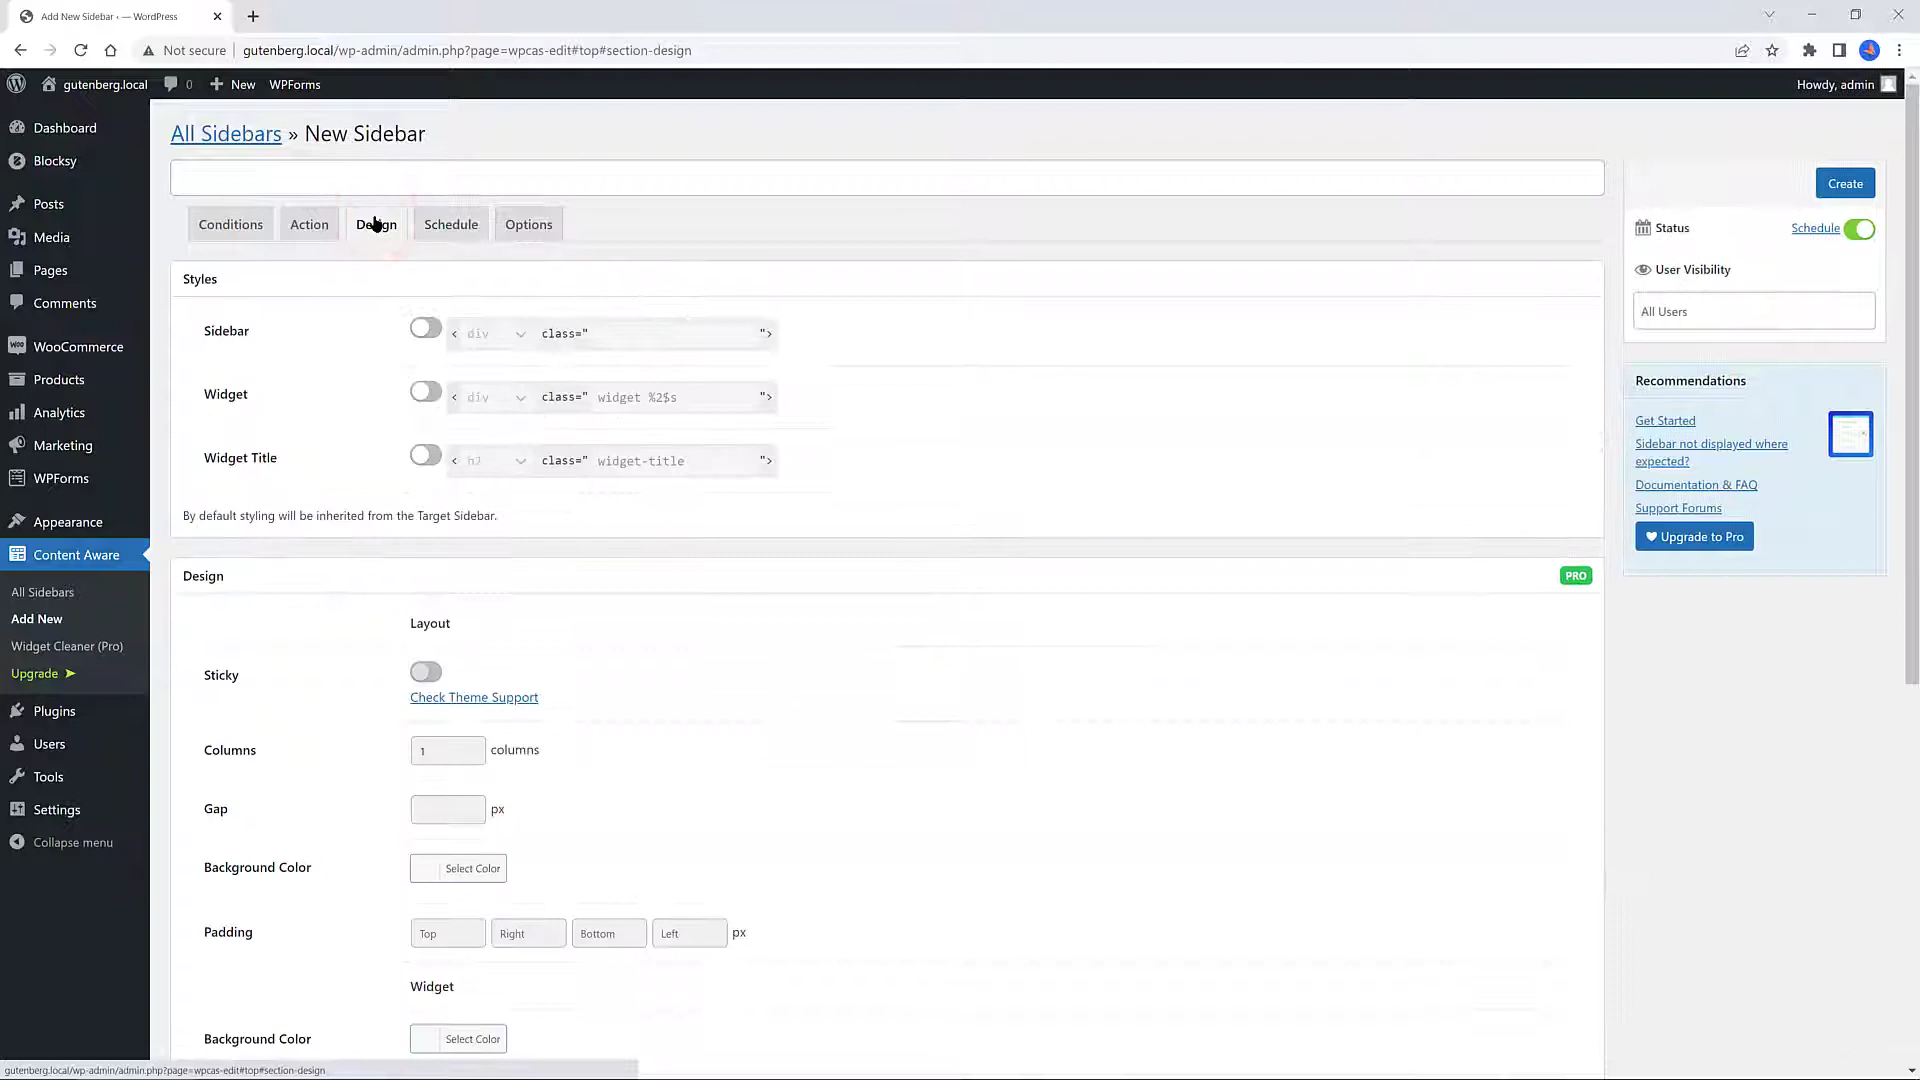 Add New Sidebar ‹ — WordPress
Not secure
gutenberg.local/wp-admin/admin.php?page=wpcas-edit#top#section-design
gutenberg.local
0
New
WPForms
Howdy, admin
Dashboard
Blocksy
Posts
Media
Pages
Comments
WooCommerce
Products
Analytics
Marketing
WPForms
Appearance
Content Aware
All Sidebars
Add New
Widget Cleaner (Pro)
Upgrade ➤
Plugins
Users
Tools
Settings
Collapse menu
All Sidebars » New Sidebar
Conditions
Action
Design
Schedule
Options
Styles
Sidebar
< div class=" ">
Widget
< div class=" widget %2$s ">
Widget Title
< class=" widget-title ">
By default styling will be inherited from the Target Sidebar.
Design
PRO
Layout
Sticky
Check Theme Support
Columns
1 columns
Gap
px
Background Color
Select Color
Padding
Top Right Bottom Left px
Widget
Background Color
Select Color
Create
Status
Schedule
User Visibility
All Users
Recommendations
Get Started
Sidebar not displayed where
expected?
Documentation & FAQ
Support Forums
Upgrade to Pro
gutenberg.local/wp-admin/admin.php?page=wpcas-edit#top#section-design